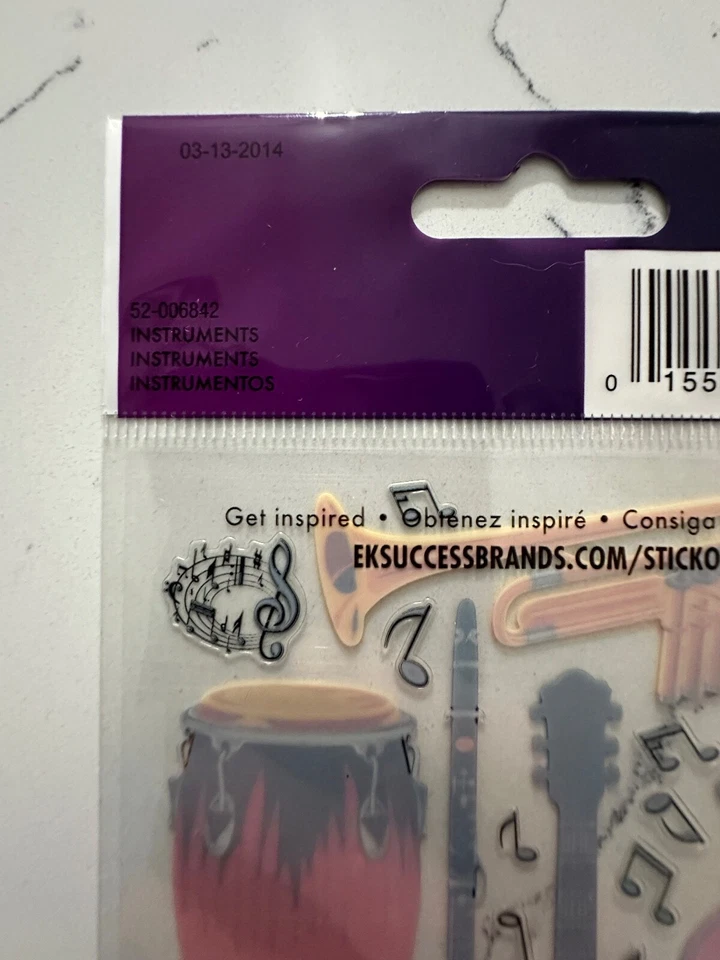 03-13-2014
52-006842
INSTRUMENTS
INSTRUMENTS
INSTRUMENTOS
0 155
Get inspired • Obtenez inspiré • Consiga
EKSUCCESSBRANDS.COM/STICKO